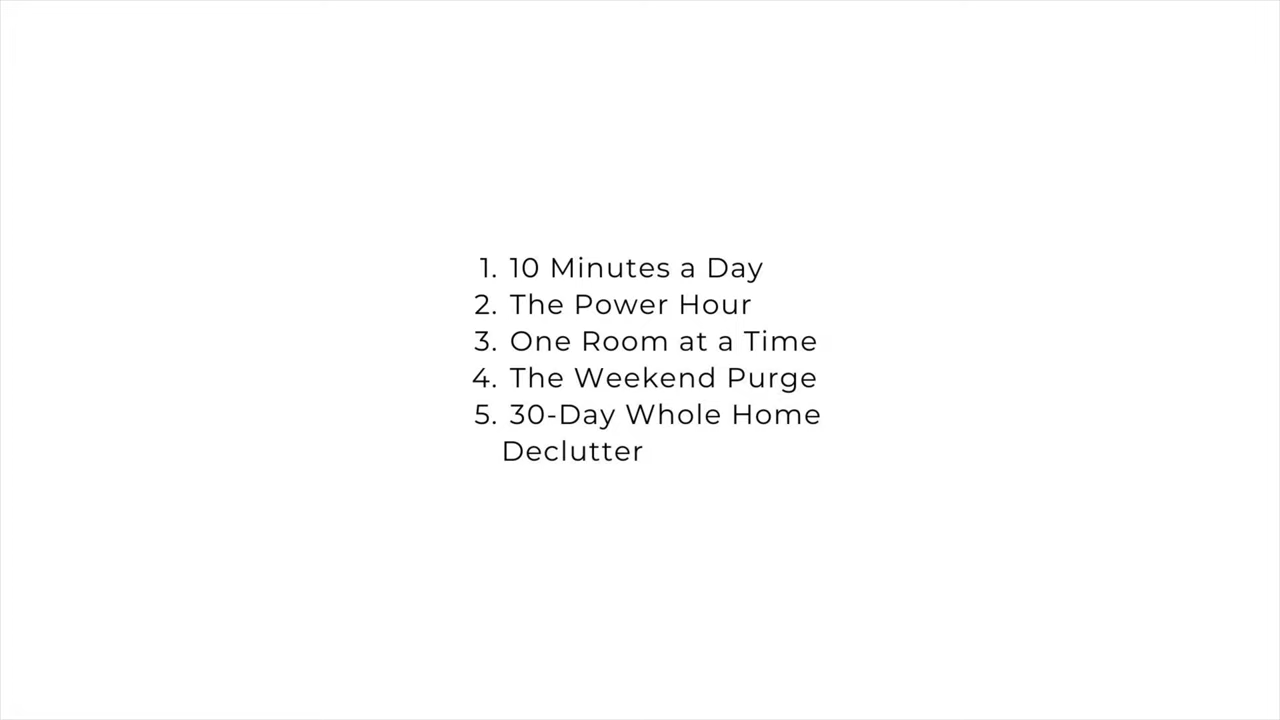 1. 10 Minutes a Day
2. The Power Hour
3. One Room at a Time
4. The Weekend Purge
5. 30-Day Whole Home
Declutter